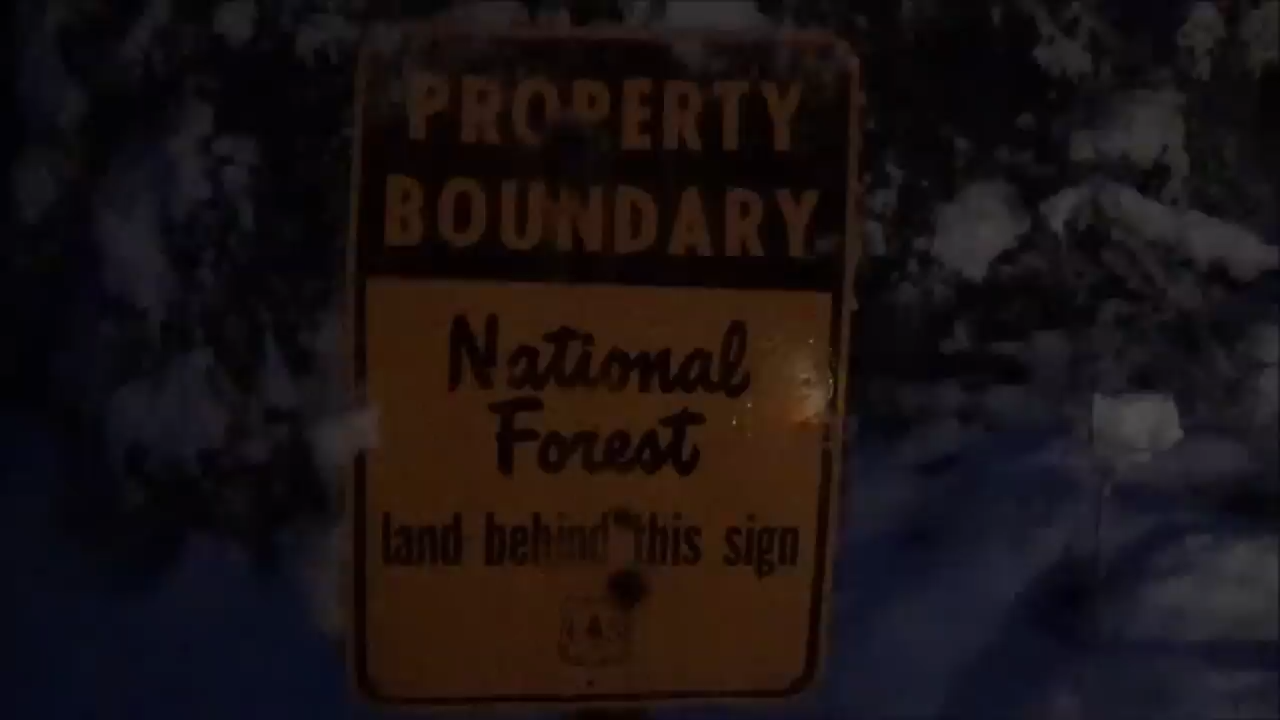 PROPERTY
BOUNDARY
National
Forest
land behind this sign